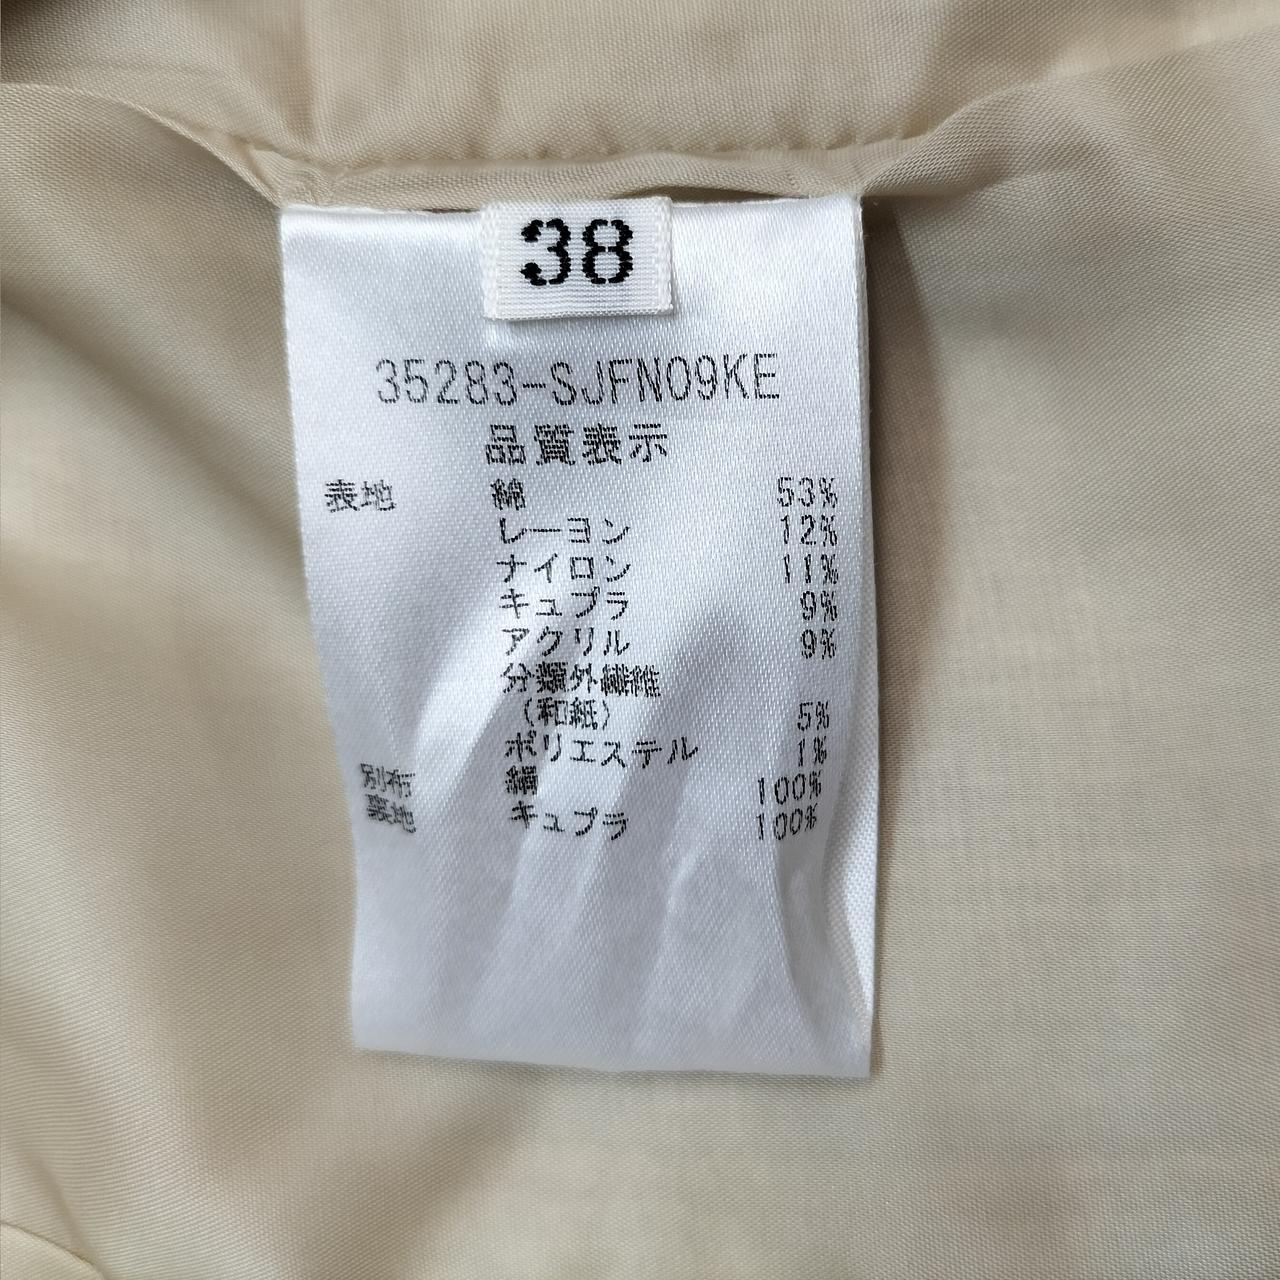 38
35283-SJFN09KE
品質表示
表地 綿 53%
レーヨン 12%
ナイロン 11%
キュプラ 9%
アクリル 9%
分類外繊維
(和紙) 5%
ポリエステル 1%
別布 絹 100%
裏地 キュプラ 100%